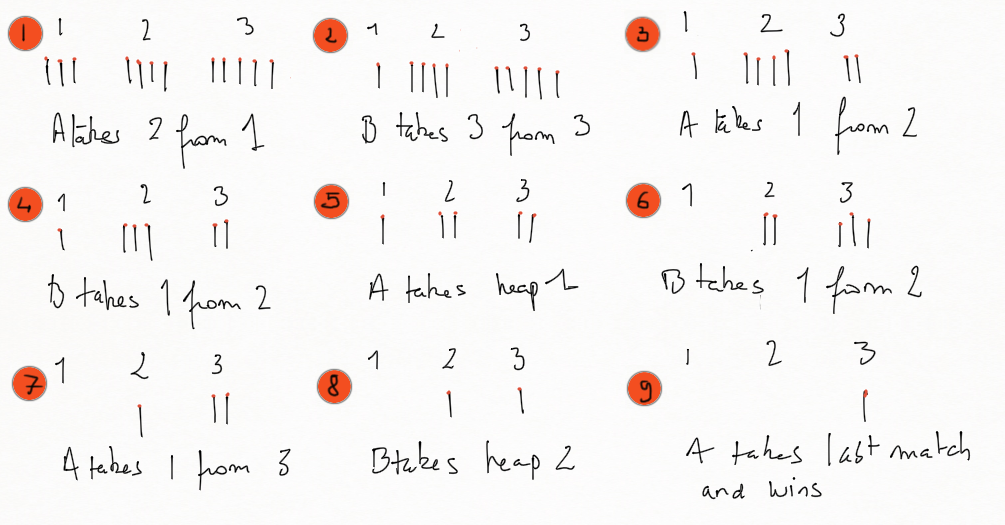 1 1 2 3
A takes 2 from 1
2 1 2 3
B takes 3 from 3
3 1 2 3
A takes 1 from 2
4 1 2 3
B takes 1 from 2
5 1 2 3
A takes heap 1
6 1 2 3
B takes 1 from 2
7 1 2 3
A takes 1 from 3
8 1 2 3
B takes heap 2
9 1 2 3
A takes last match
and wins